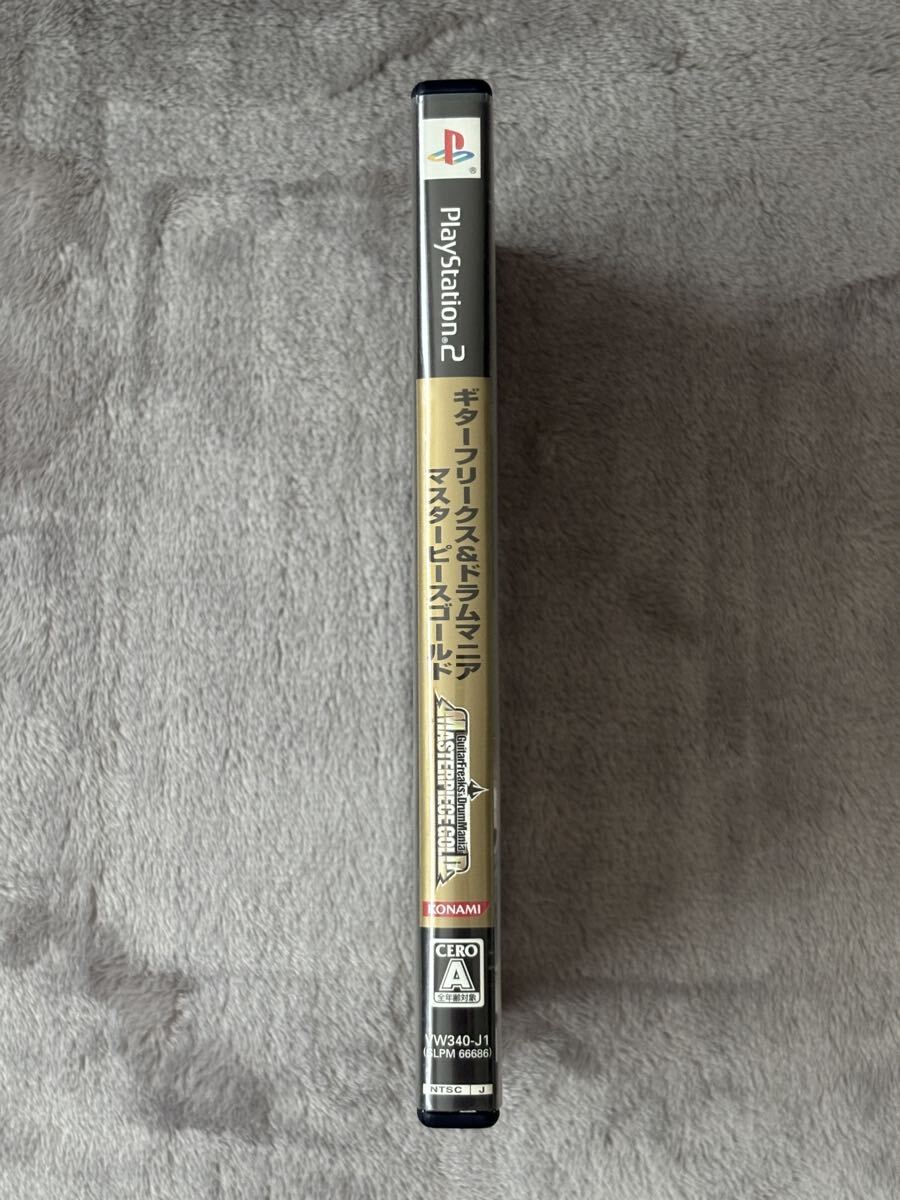 ®
PlayStation®2
ギターフリークス&ドラムマニア
マスターピースゴールド
GuitarFreaks&DrumMania
MASTERPIECE GOLD
KONAMI
CERO
A
全年齢対象
VW340-J1
(SLPM 66686)
NTSC J